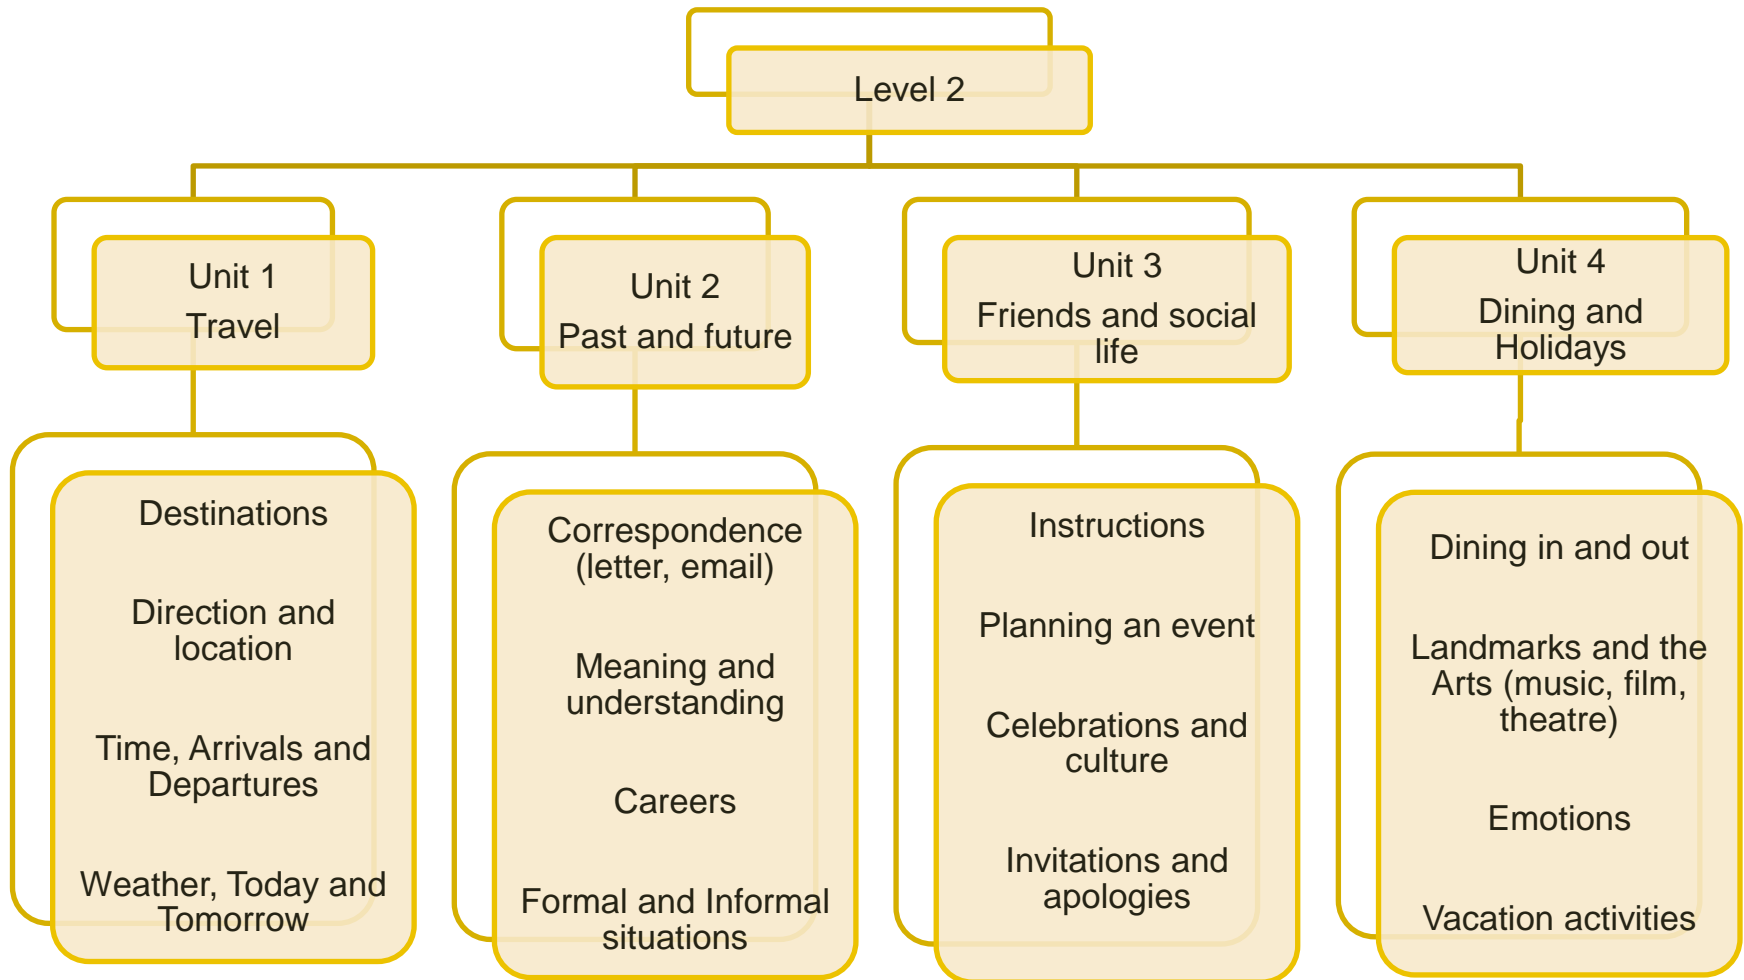 Level 2
Unit 1
Travel
Destinations
Direction and
location
Time, Arrivals and
Departures
Weather, Today and
Tomorrow
Unit 2
Past and future
Correspondence
(letter, email)
Meaning and
understanding
Careers
Formal and Informal
situations
Unit 3
Friends and social
life
Instructions
Planning an event
Celebrations and
culture
Invitations and
apologies
Unit 4
Dining and
Holidays
Dining in and out
Landmarks and the
Arts (music, film,
theatre)
Emotions
Vacation activities